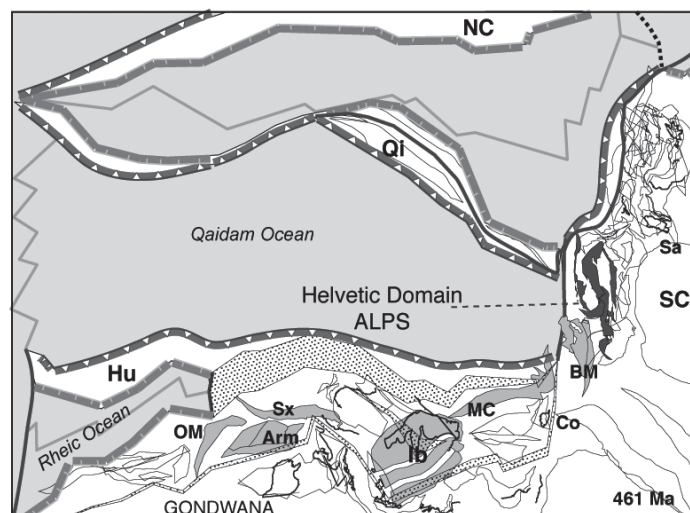 NC
Qi
Qaidam Ocean
Sa
Helvetic Domain
ALPS
SC
Hu
BM
Rheic Ocean
Sx
MC
OM
Arm
Co
Ib
461 Ma
GONDWANA